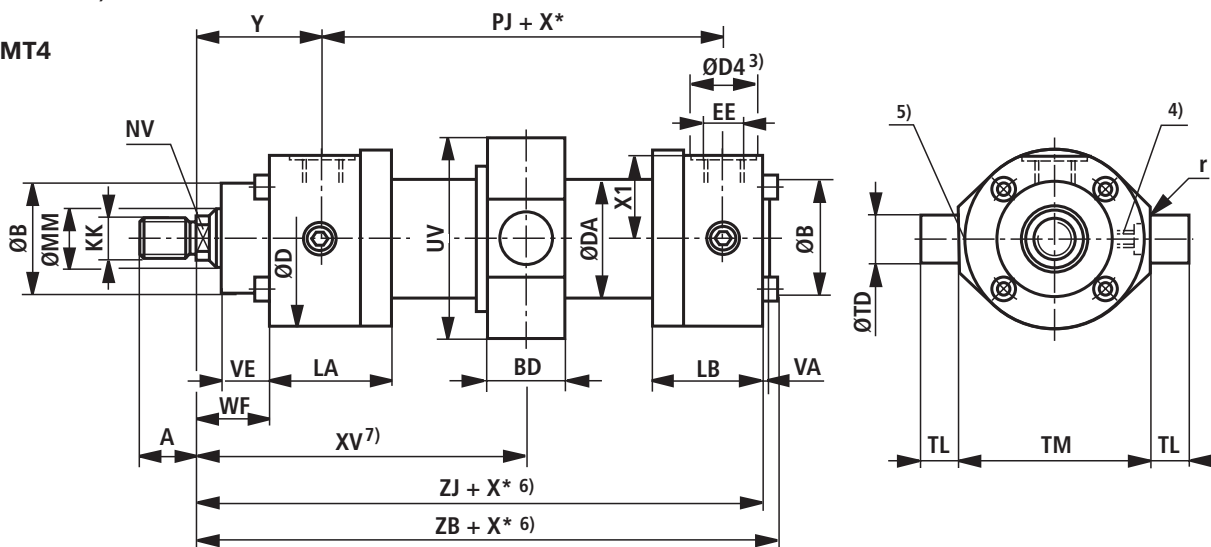 MT4
Y
PJ + X*
ØD4 3)
EE
NV
5)
4)
r
ØB
ØMM
KK
ØD
UV
ØDA
X1
ØB
ØTD
VE
LA
BD
LB
VA
WF
A
XV 7)
TL
TM
TL
ZJ + X* 6)
ZB + X* 6)